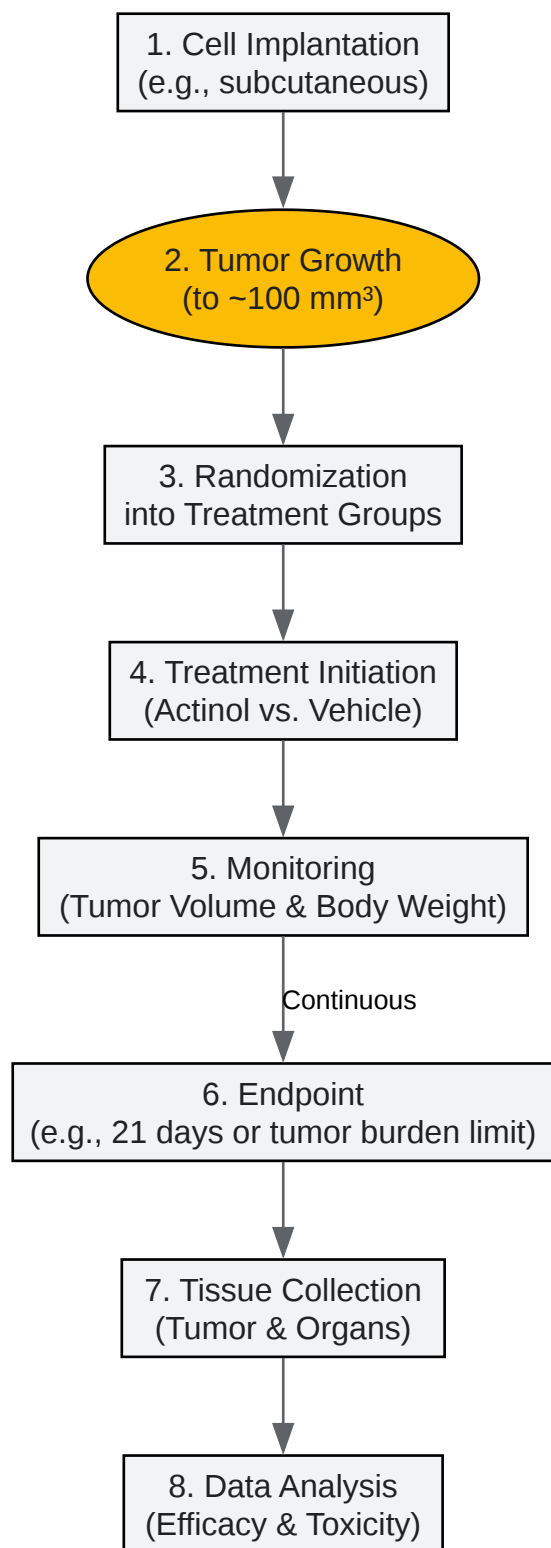 1. Cell Implantation
(e.g., subcutaneous)
2. Tumor Growth
(to ~100 mm³)
3. Randomization
into Treatment Groups
4. Treatment Initiation
(Actinol vs. Vehicle)
5. Monitoring
(Tumor Volume & Body Weight)
Continuous
6. Endpoint
(e.g., 21 days or tumor burden limit)
7. Tissue Collection
(Tumor & Organs)
8. Data Analysis
(Efficacy & Toxicity)